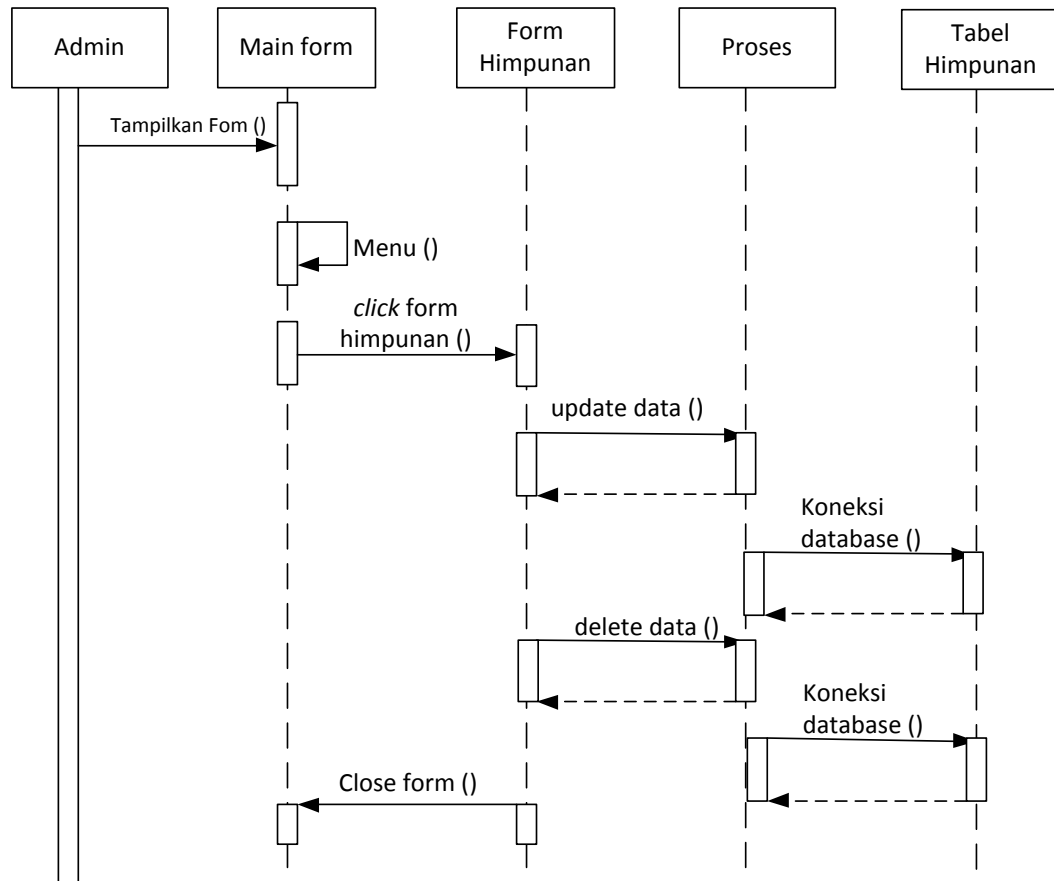 Admin
Main form
Form
Himpunan
Proses
Tabel
Himpunan
Tampilkan Fom ()
Menu ()
click form
himpunan ()
update data ()
Koneksi
database ()
delete data ()
Koneksi
database ()
Close form ()